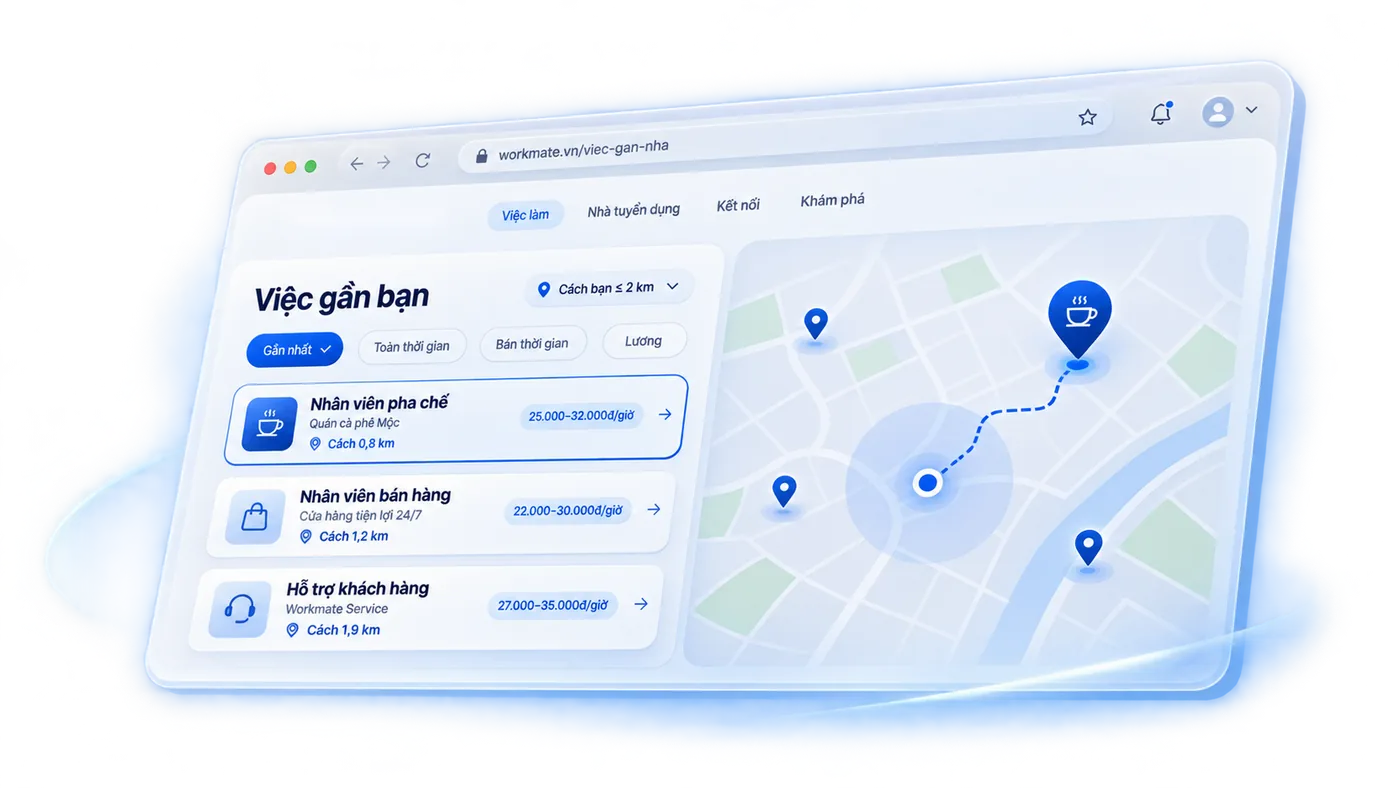 workmate.vn/viec-gan-nha
Việc làm
Nhà tuyển dụng
Kết nối
Khám phá
Việc gần bạn
Cách bạn ≤ 2 km
Gần nhất
Toàn thời gian
Bán thời gian
Lương
Nhân viên pha chế
Quán cà phê Mộc
Cách 0,8 km
25.000-32.000đ/giờ
Nhân viên bán hàng
Cửa hàng tiện lợi 24/7
Cách 1,2 km
22.000-30.000đ/giờ
Hỗ trợ khách hàng
Workmate Service
Cách 1,9 km
27.000-35.000đ/giờ